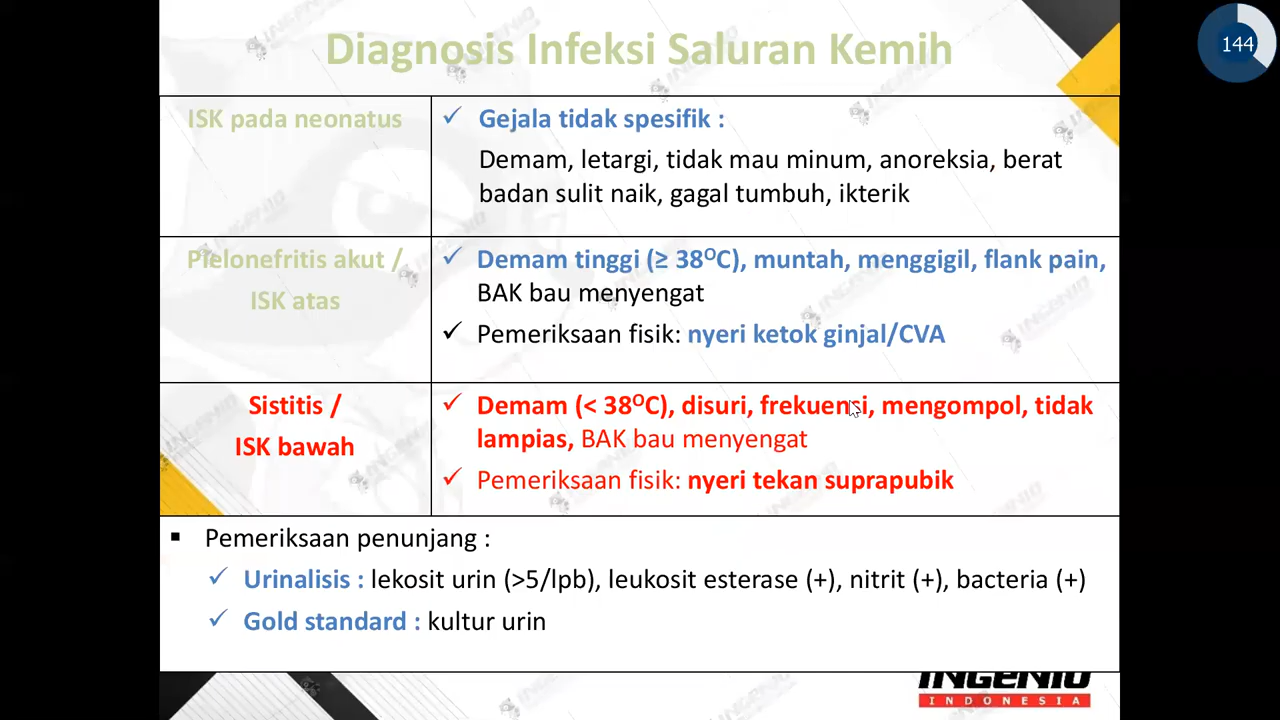 144
Diagnosis Infeksi Saluran Kemih
ISK pada neonatus
✓ Gejala tidak spesifik :
Demam, letargi, tidak mau minum, anoreksia, berat
badan sulit naik, gagal tumbuh, ikterik
Pielonefritis akut /
ISK atas
✓ Demam tinggi (≥ 38ᴼC), muntah, menggigil, flank pain,
BAK bau menyengat
✓ Pemeriksaan fisik: nyeri ketok ginjal/CVA
Sistitis /
ISK bawah
✓ Demam (< 38ᴼC), disuri, frekuensi, mengompol, tidak
lampias, BAK bau menyengat
✓ Pemeriksaan fisik: nyeri tekan suprapubik
▪ Pemeriksaan penunjang :
✓ Urinalisis : lekosit urin (>5/lpb), leukosit esterase (+), nitrit (+), bacteria (+)
✓ Gold standard : kultur urin
INGENIO
INDONESIA